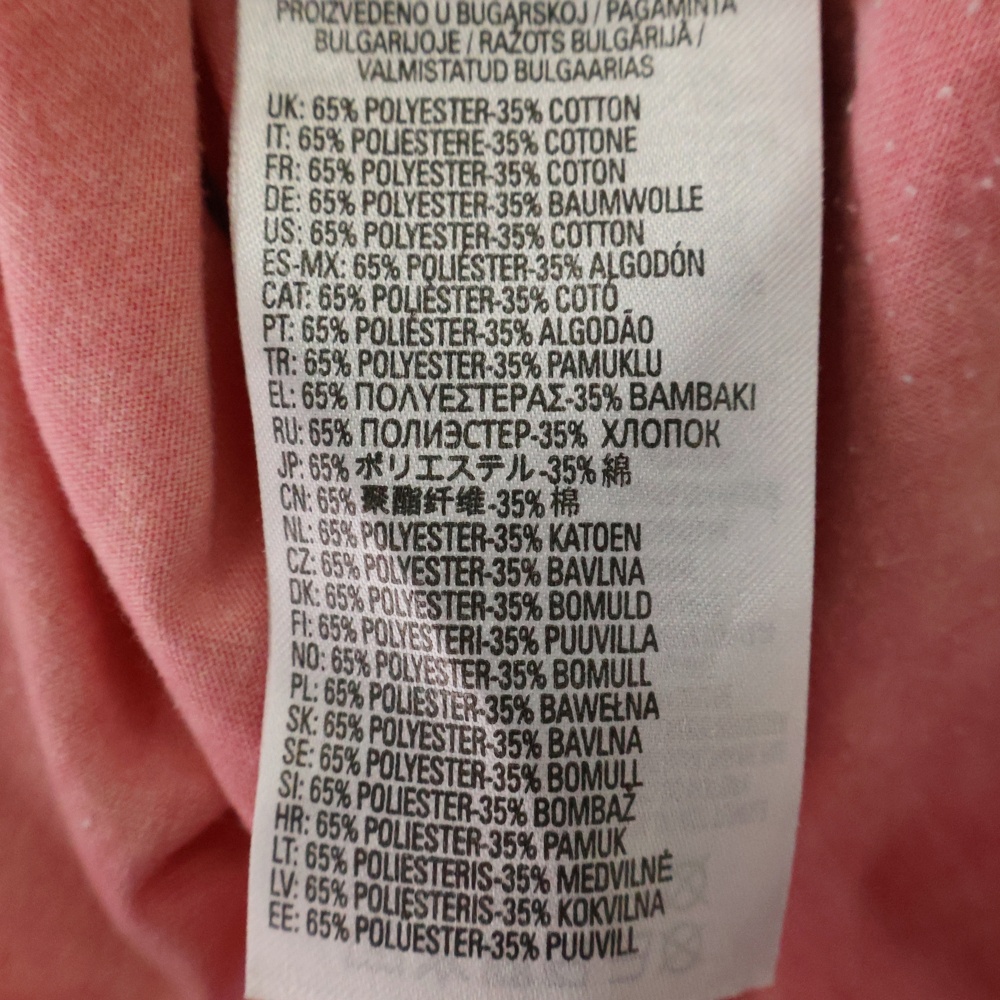 PROIZVEDENO U BUGARSKOJ / PAGAMINTA
BULGARIJOJE / RAŽOTS BULGĀRIJĀ /
VALMISTATUD BULGAARIAS
UK: 65% POLYESTER-35% COTTON
IT: 65% POLIESTERE-35% COTONE
FR: 65% POLYESTER-35% COTON
DE: 65% POLYESTER-35% BAUMWOLLE
US: 65% POLYESTER-35% COTTON
ES-MX: 65% POLIÉSTER-35% ALGODÓN
CAT: 65% POLIÈSTER-35% COTÓ
PT: 65% POLIÉSTER-35% ALGODÃO
TR: 65% POLYESTER-35% PAMUKLU
EL: 65% ΠΟΛΥΕΣΤΕΡΑΣ-35% BAMBAKI
RU: 65% ПОЛИЭСТЕР-35% ХЛОПОК
JP: 65% ポリエステル-35% 綿
CN: 65% 聚酯纤维-35% 棉
NL: 65% POLYESTER-35% KATOEN
CZ: 65% POLYESTER-35% BAVLNA
DK: 65% POLYESTER-35% BOMULD
FI: 65% POLYESTERI-35% PUUVILLA
NO: 65% POLYESTER-35% BOMULL
PL: 65% POLIESTER-35% BAWEŁNA
SK: 65% POLYESTER-35% BAVLNA
SE: 65% POLYESTER-35% BOMULL
SI: 65% POLIESTER-35% BOMBAŽ
HR: 65% POLIESTER-35% PAMUK
LT: 65% POLIESTERIS-35% MEDVILNĖ
LV: 65% POLIESTERIS-35% KOKVILNA
EE: 65% POLUESTER-35% PUUVILL